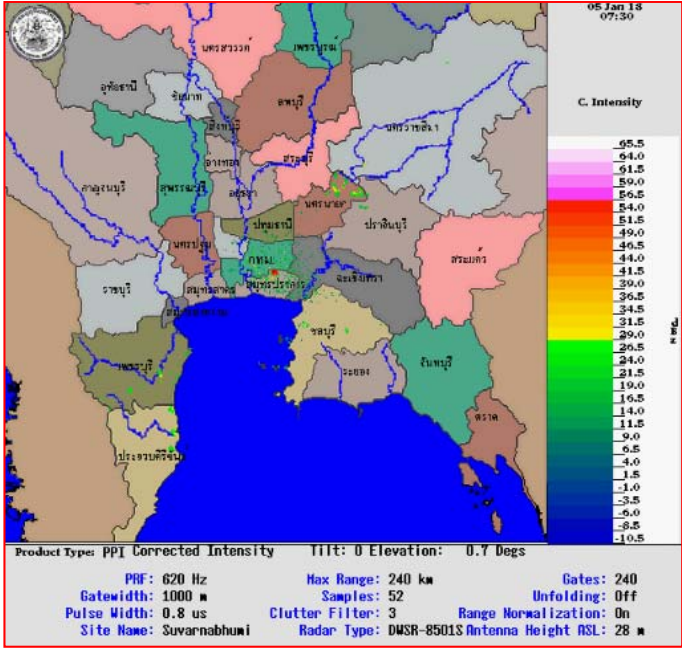 05 Jan 18
07:30
C. Intensity
นครสวรรค์
เพชรบูรณ์
อุทัยธานี
ชัยนาท
ลพบุรี
นครราชสีมา
สิงห์บุรี
อ่างทอง
สระบุรี
กาญจนบุรี
สุพรรณบุรี
อยุธยา
นครนายก
ปราจีนบุรี
ปทุมธานี
นครปฐม
กทม
สระแก้ว
ฉะเชิงเทรา
ราชบุรี
สมุทรสาคร
สมุทรปราการ
ชลบุรี
เพชรบุรี
ระยอง
จันทบุรี
ตราด
ประจวบคีรีขันธ์
65.5
64.0
61.5
59.0
56.5
54.0
51.5
49.0
46.5
44.0
41.5
39.0
36.5
34.0
31.5
29.0
26.5
24.0
21.5
19.0
16.5
14.0
11.5
9.0
6.5
4.0
1.5
-1.0
-3.5
-6.0
-8.5
-10.5
Product Type: PPI Corrected Intensity Tilt: 0 Elevation: 0.7 Degs
PRF: 620 Hz Max Range: 240 km Gates: 240
Gatewidth: 1000 m Samples: 52 Unfolding: Off
Pulse Width: 0.8 us Clutter Filter: 3 Range Normalization: On
Site Name: Suvarnabhumi Radar Type: DWSR-8501S Antenna Height ASL: 28 m